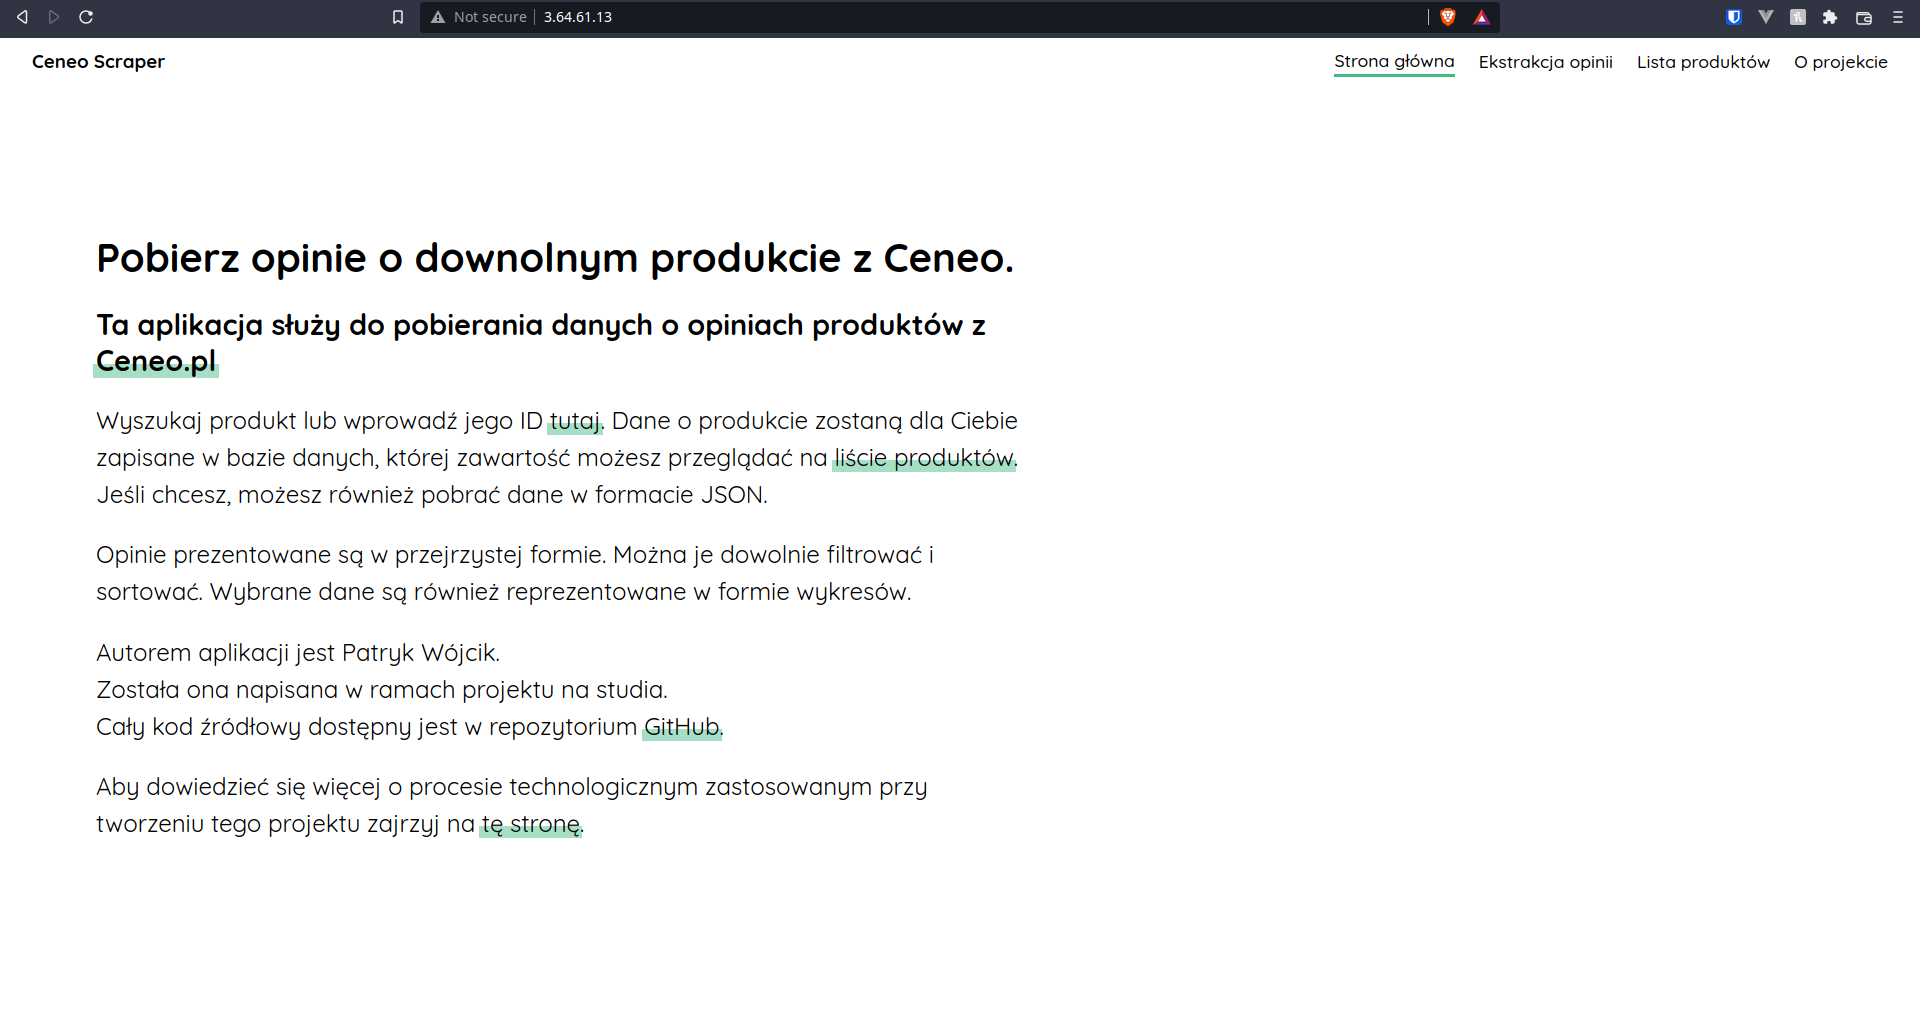 Not secure
3.64.61.13
Ceneo Scraper
Strona główna
Ekstrakcja opinii
Lista produktów
O projekcie
Pobierz opinie o downolnym produkcie z Ceneo.
Ta aplikacja służy do pobierania danych o opiniach produktów z
Ceneo.pl
Wyszukaj produkt lub wprowadź jego ID tutaj. Dane o produkcie zostaną dla Ciebie
zapisane w bazie danych, której zawartość możesz przeglądać na liście produktów.
Jeśli chcesz, możesz również pobrać dane w formacie JSON.
Opinie prezentowane są w przejrzystej formie. Można je dowolnie filtrować i
sortować. Wybrane dane są również reprezentowane w formie wykresów.
Autorem aplikacji jest Patryk Wójcik.
Została ona napisana w ramach projektu na studia.
Cały kod źródłowy dostępny jest w repozytorium GitHub.
Aby dowiedzieć się więcej o procesie technologicznym zastosowanym przy
tworzeniu tego projektu zajrzyj na tę stronę.